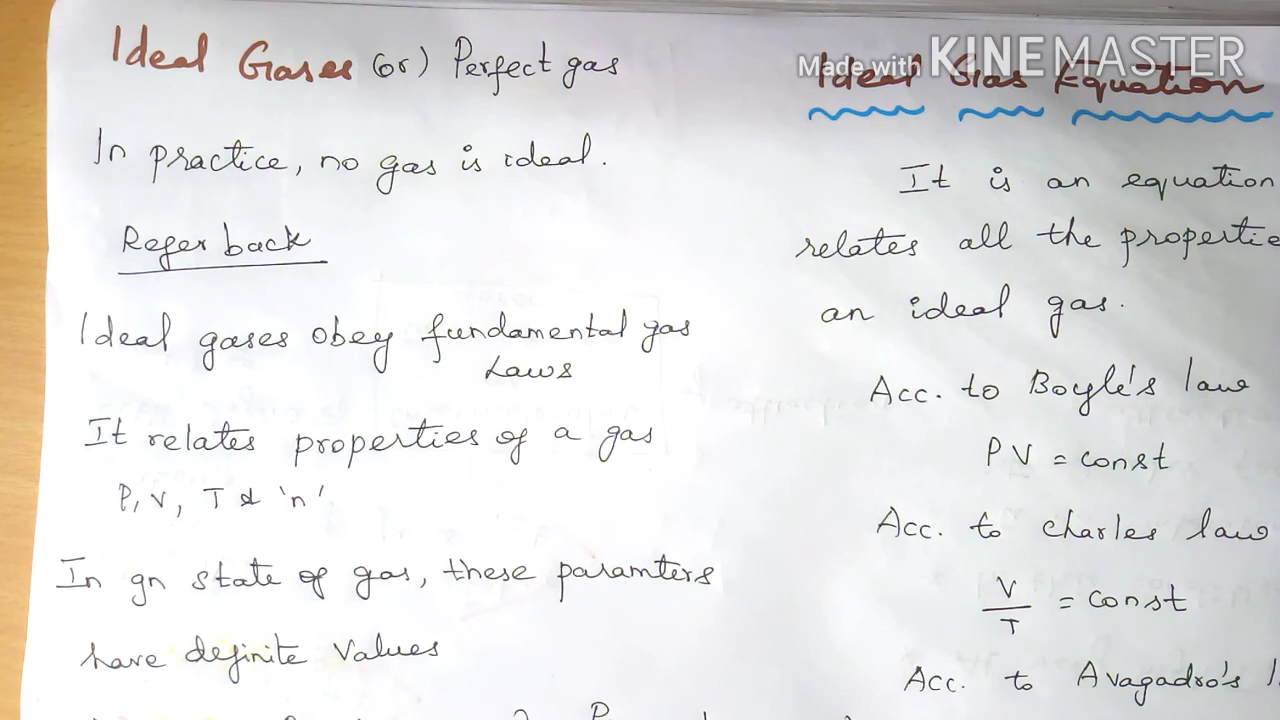 Ideal Gases (or) Perfect gas
In practice, no gas is ideal.
Refer back
Ideal gases obey fundamental gas
Laws
It relates properties of a gas
P, V, T & 'n'
In gn state of gas, these paramters
have definite values
Made with KINEMASTER
Ideal Gas Equation
It is an equation
relates all the propertie
an ideal gas.
Acc. to Boyle's law
PV = const
Acc. to charles law
V/T = const
Acc. to Avagadro's l